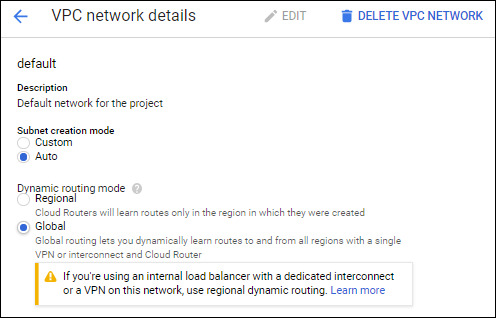 VPC network details
EDIT
DELETE VPC NETWORK
default
Description
Default network for the project
Subnet creation mode
Custom
Auto
Dynamic routing mode ?
Regional
Cloud Routers will learn routes only in the region in which they were created
Global
Global routing lets you dynamically learn routes to and from all regions with a single
VPN or interconnect and Cloud Router
If you're using an internal load balancer with a dedicated interconnect
or a VPN on this network, use regional dynamic routing. Learn more